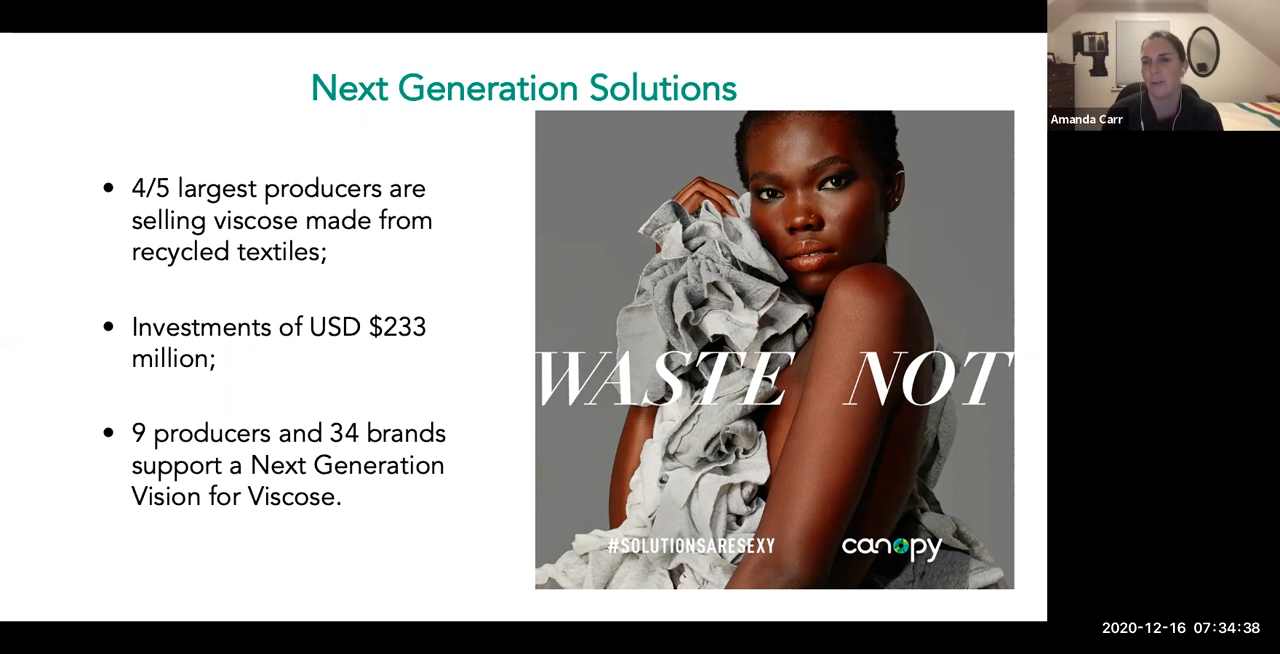 Next Generation Solutions
• 4/5 largest producers are
selling viscose made from
recycled textiles;
• Investments of USD $233
million;
• 9 producers and 34 brands
support a Next Generation
Vision for Viscose.
WASTE NOT
#SOLUTIONSARESEXY
canopy
Amanda Carr
2020-12-16 07:34:38